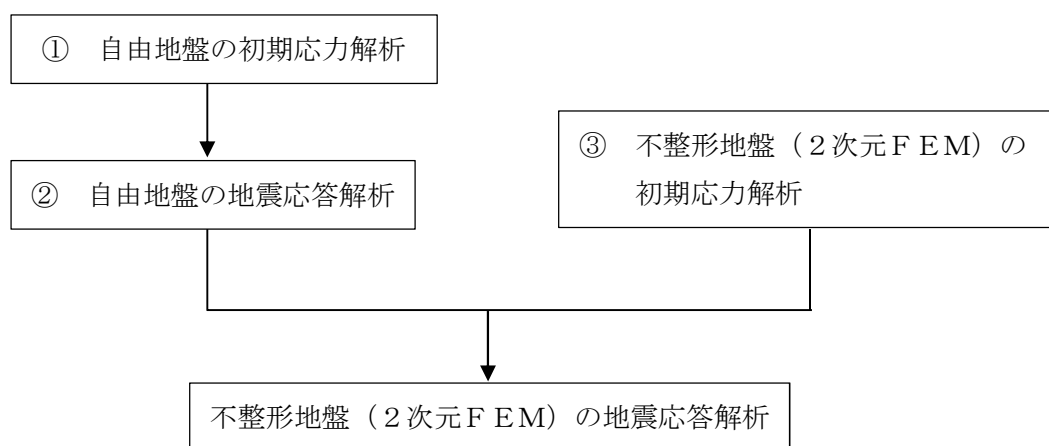 ① 自由地盤の初期応力解析
② 自由地盤の地震応答解析
③ 不整形地盤（２次元ＦＥＭ）の
初期応力解析
不整形地盤（２次元ＦＥＭ）の地震応答解析